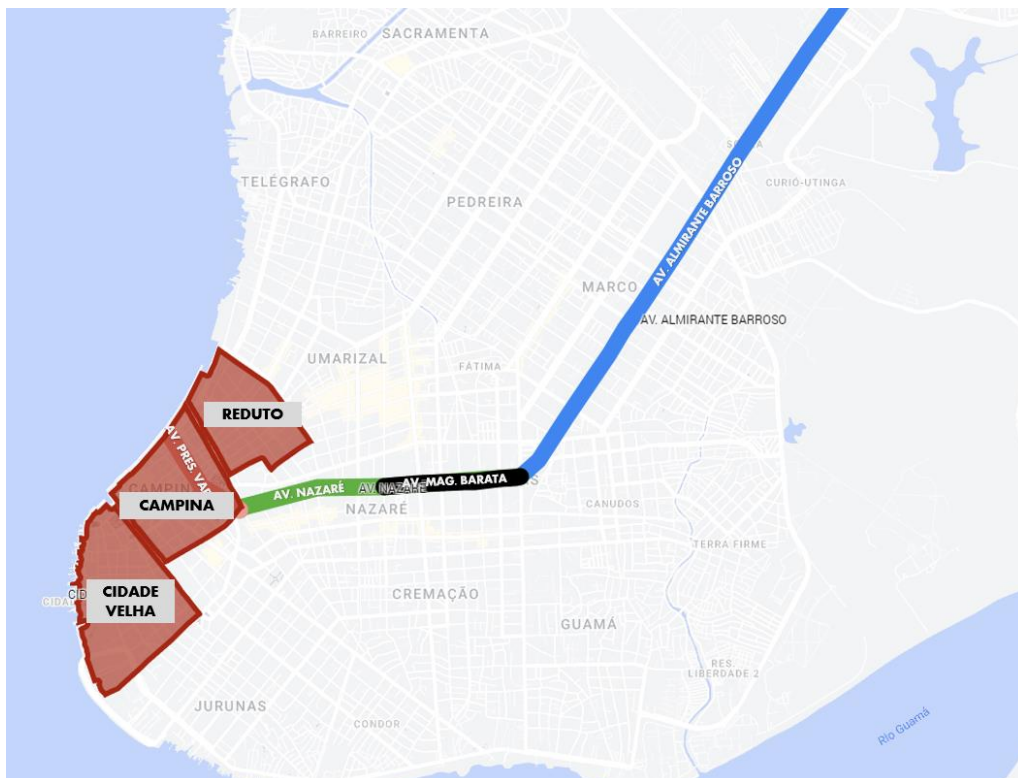 BARREIRO
SACRAMENTA
TELÉGRAFO
PEDREIRA
CURIÓ-UTINGA
AV. ALMIRANTE BARROSO
MARCO
AV. ALMIRANTE BARROSO
UMARIZAL
FÁTIMA
REDUTO
AV. PRES.
CAMPINA
AV. NAZARÉ
AV. NAZARÉ
AV. MAG. BARATA
NAZARÉ
CANUDOS
TERRA FIRME
CIDADE
VELHA
CREMAÇÃO
GUAMÁ
RES.
LIBERDADE 2
JURUNAS
CONDOR
Rio Guamá